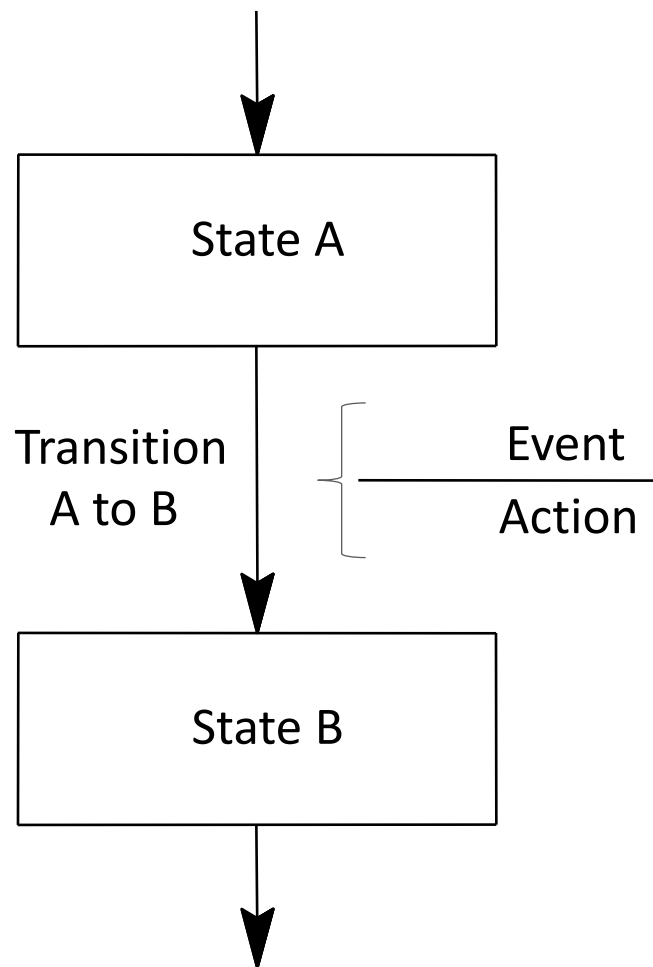 State A
Transition
A to B
Event
Action
State B